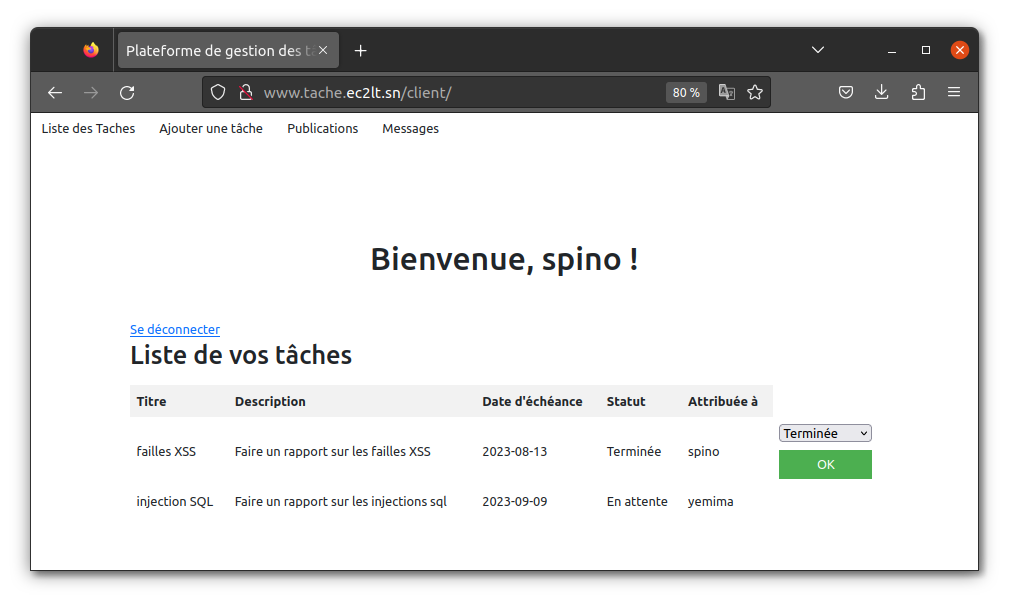 Plateforme de gestion des tâ
www.tache.ec2lt.sn/client/
80 %
Liste des Taches Ajouter une tâche Publications Messages
Bienvenue, spino !
Se déconnecter
Liste de vos tâches
Titre Description Date d'échéance Statut Attribuée à
failles XSS Faire un rapport sur les failles XSS 2023-08-13 Terminée spino Terminée
OK
injection SQL Faire un rapport sur les injections sql 2023-09-09 En attente yemima